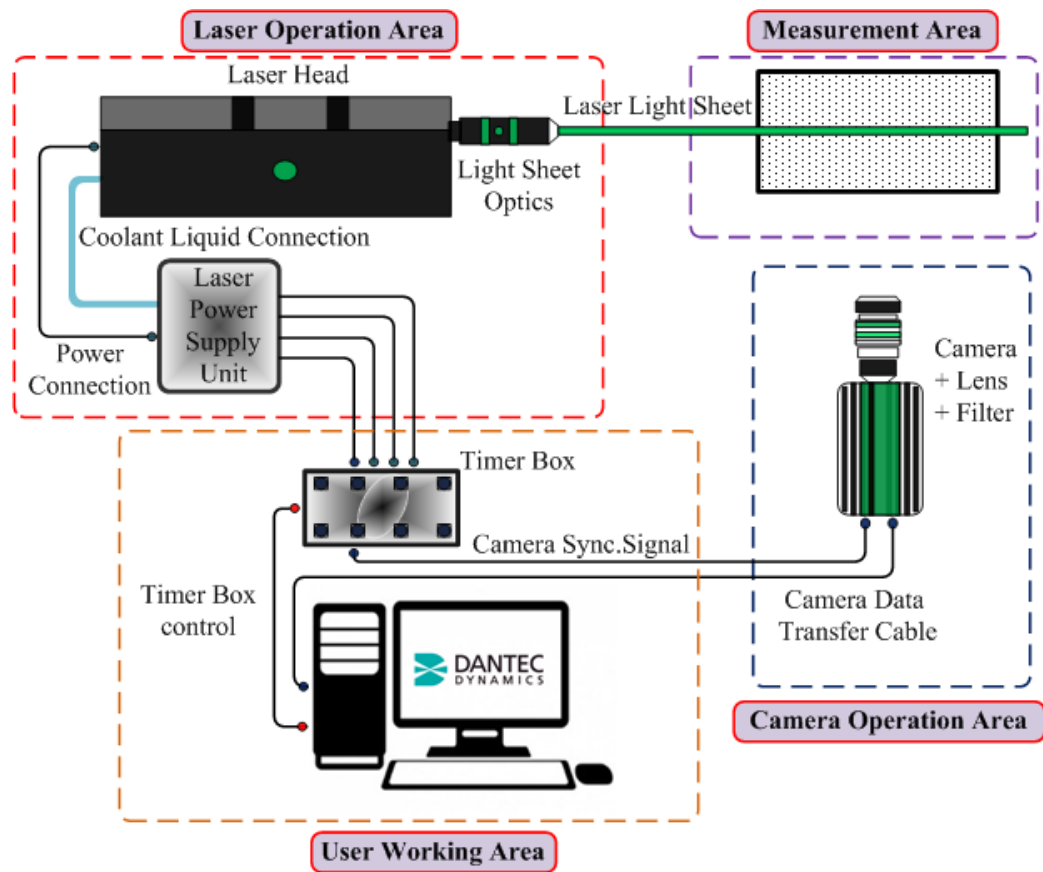 Laser Operation Area
Measurement Area
Laser Head
Laser Light Sheet
Light Sheet
Optics
Coolant Liquid Connection
Laser
Power
Supply
Unit
Power
Connection
Camera
+ Lens
+ Filter
Timer Box
Camera Sync.Signal
Timer Box
control
Camera Data
Transfer Cable
DANTEC
DYNAMICS
Camera Operation Area
User Working Area